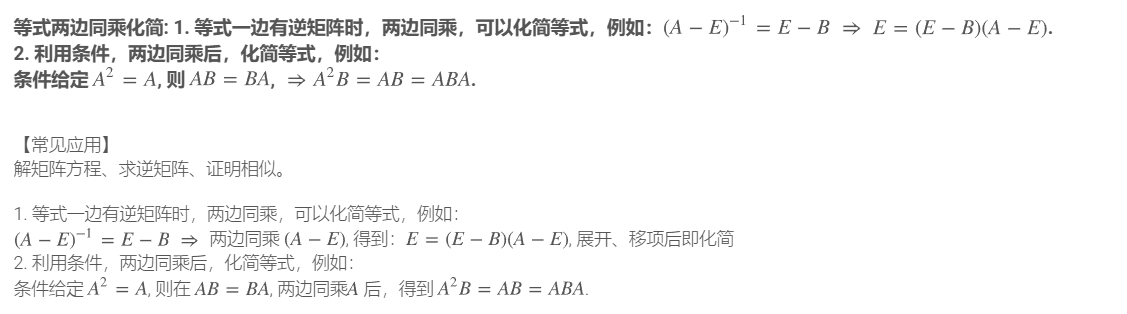 等式两边同乘化简: 1. 等式一边有逆矩阵时，两边同乘，可以化简等式，例如：(A − E)⁻¹ = E − B ⇒ E = (E − B)(A − E).
2. 利用条件，两边同乘后，化简等式，例如：
条件给定 A² = A, 则 AB = BA, ⇒ A²B = AB = ABA.
【常见应用】
解矩阵方程、求逆矩阵、证明相似。
1. 等式一边有逆矩阵时，两边同乘，可以化简等式，例如：
(A − E)⁻¹ = E − B ⇒ 两边同乘 (A − E), 得到：E = (E − B)(A − E), 展开、移项后即化简
2. 利用条件，两边同乘后，化简等式，例如：
条件给定 A² = A, 则在 AB = BA, 两边同乘A 后，得到 A²B = AB = ABA.